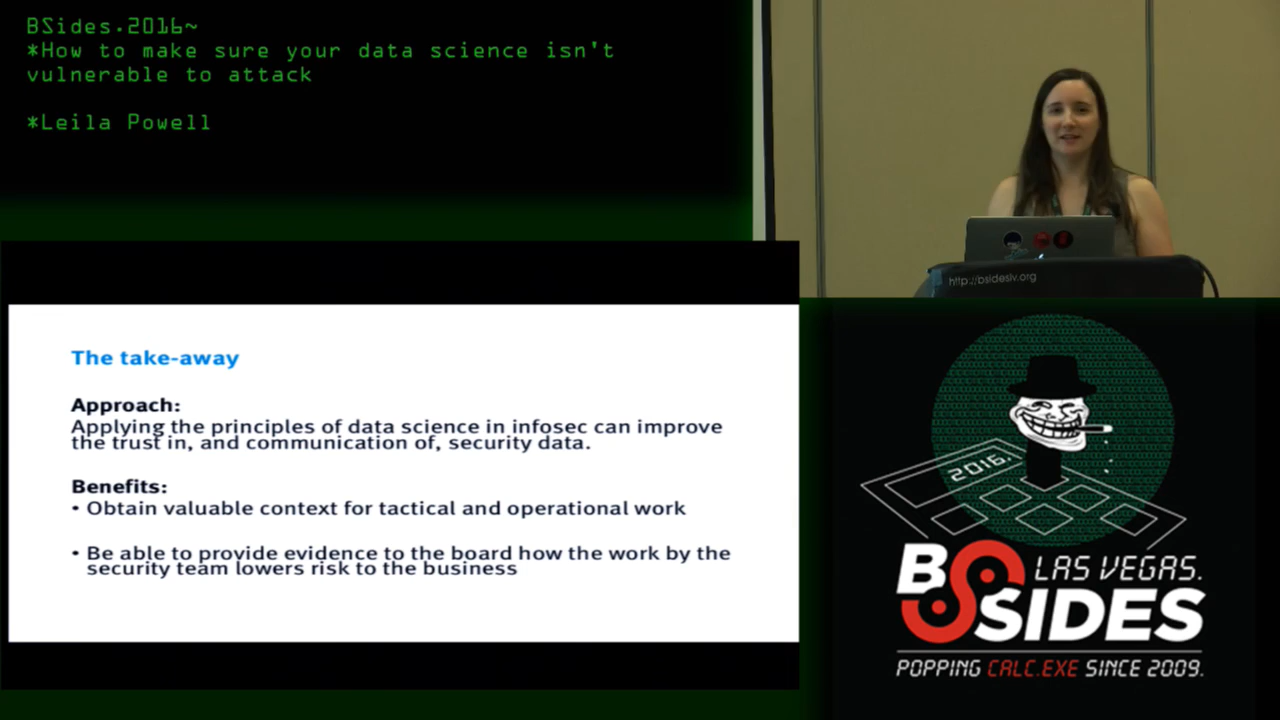 BSides.2016~
*How to make sure your data science isn't
vulnerable to attack
*Leila Powell
http://bsideslv.org
The take-away
Approach:
Applying the principles of data science in infosec can improve
the trust in, and communication of, security data.
Benefits:
• Obtain valuable context for tactical and operational work
• Be able to provide evidence to the board how the work by the
security team lowers risk to the business
2016.
BSIDES
LAS VEGAS.
POPPING CALC.EXE SINCE 2009.